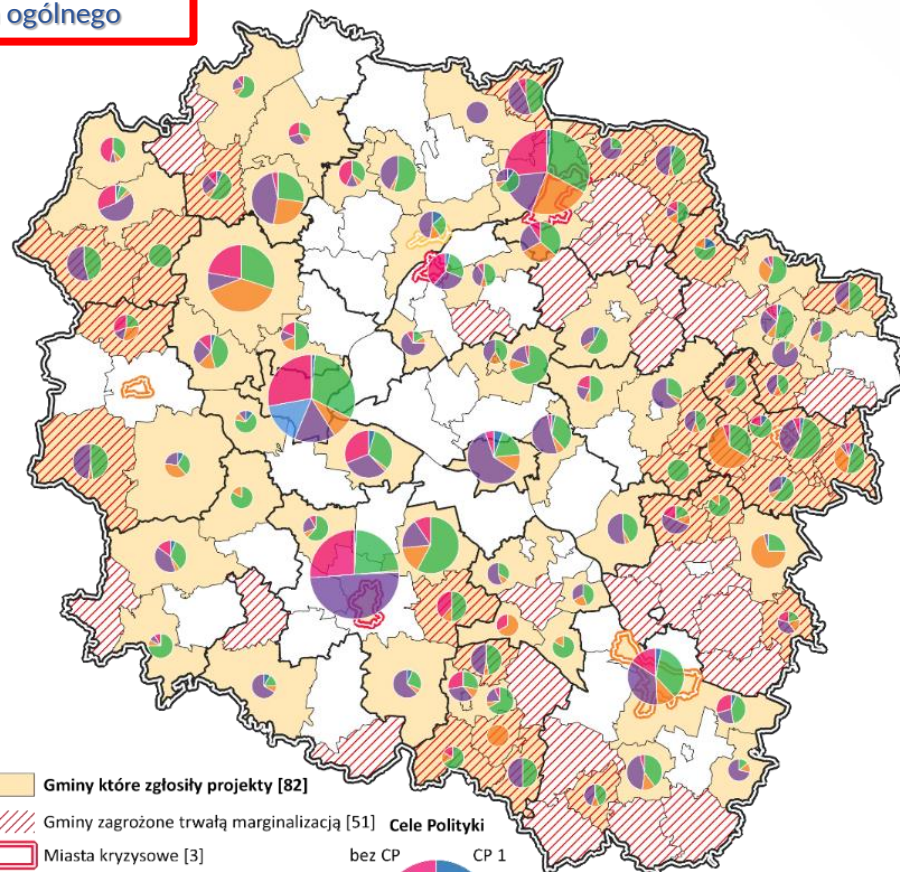 ogólnego
Gminy które zgłosiły projekty [82]
Gminy zagrożone trwałą marginalizacją [51]
Cele Polityki
Miasta kryzysowe [3]
bez CP
CP 1